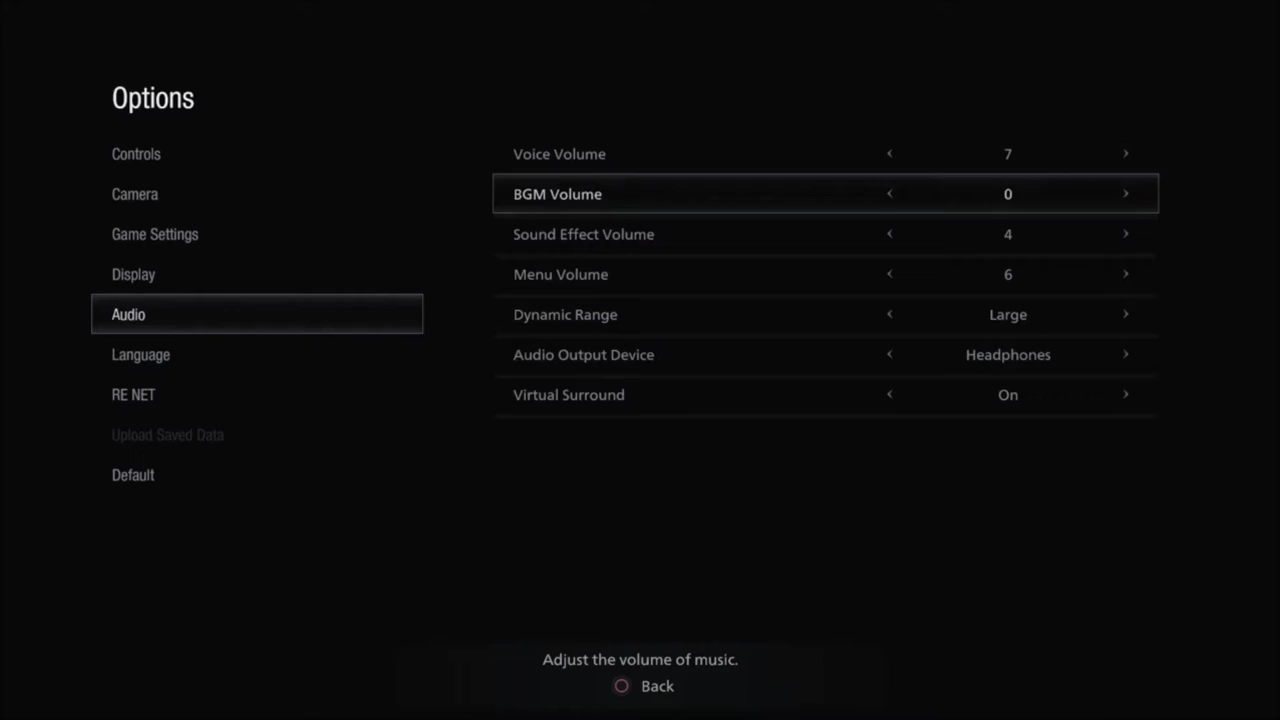 Options
Controls
Camera
Game Settings
Display
Audio
Language
RE NET
Upload Saved Data
Default
Voice Volume 7
BGM Volume 0
Sound Effect Volume 4
Menu Volume 6
Dynamic Range Large
Audio Output Device Headphones
Virtual Surround On
Adjust the volume of music.
Back